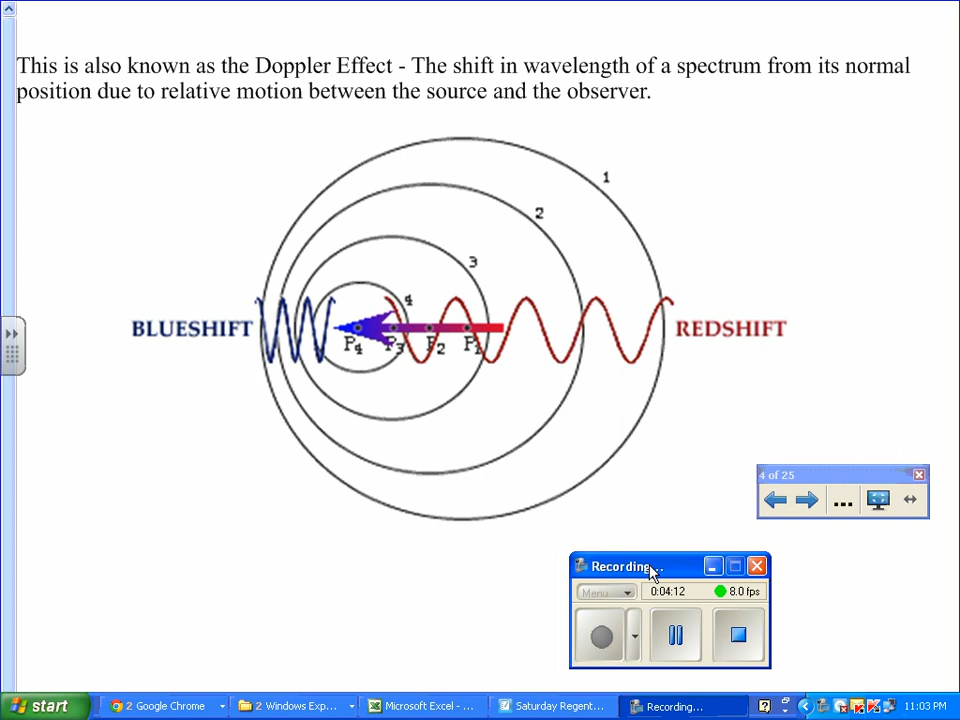 This is also known as the Doppler Effect - The shift in wavelength of a spectrum from its normal
position due to relative motion between the source and the observer.
1
2
3
4
BLUESHIFT
P4 P3 P2 P1
REDSHIFT
4 of 25
...
Recording...
Menu
0:04:12
8.0 fps
start
2 Google Chrome
2 Windows Exp...
Microsoft Excel - ...
Saturday Regent...
Recording...
11:03 PM